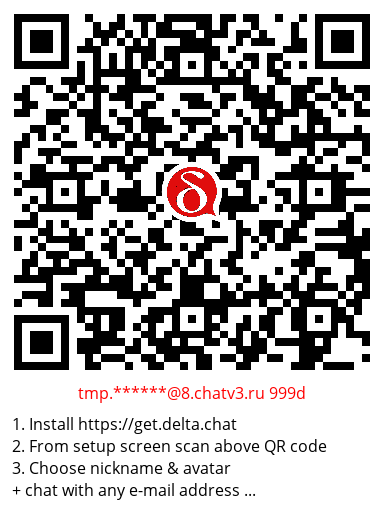 δ
tmp.******@8.chatv3.ru 999d
1. Install https://get.delta.chat
2. From setup screen scan above QR code
3. Choose nickname & avatar
+ chat with any e-mail address ...